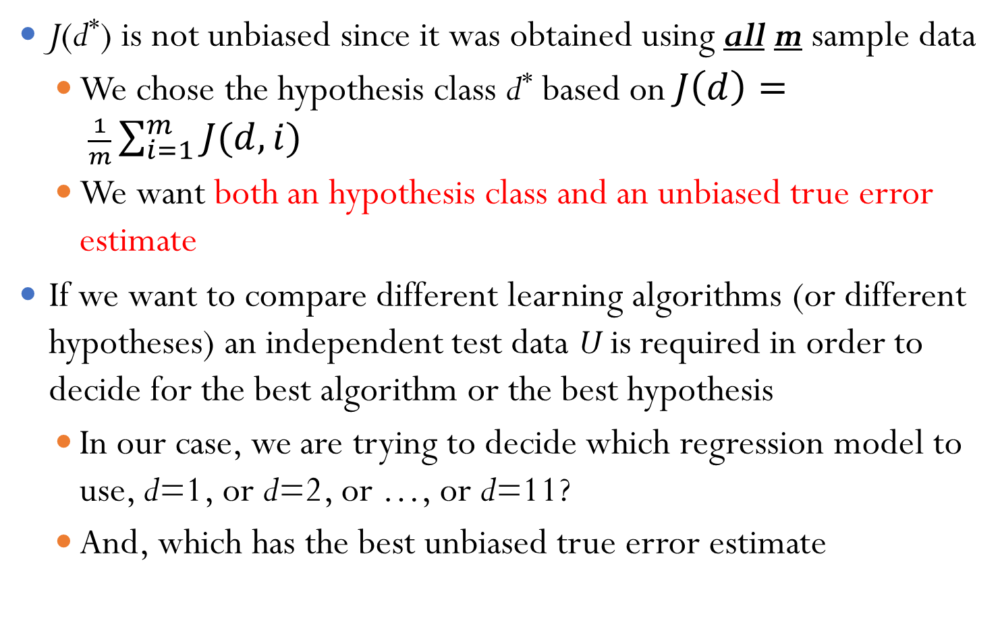 • J(d*) is not unbiased since it was obtained using all m sample data
• We chose the hypothesis class d* based on J(d) =
1/m ∑_{i=1}^{m} J(d, i)
• We want both an hypothesis class and an unbiased true error
estimate
• If we want to compare different learning algorithms (or different
hypotheses) an independent test data U is required in order to
decide for the best algorithm or the best hypothesis
• In our case, we are trying to decide which regression model to
use, d=1, or d=2, or …, or d=11?
• And, which has the best unbiased true error estimate